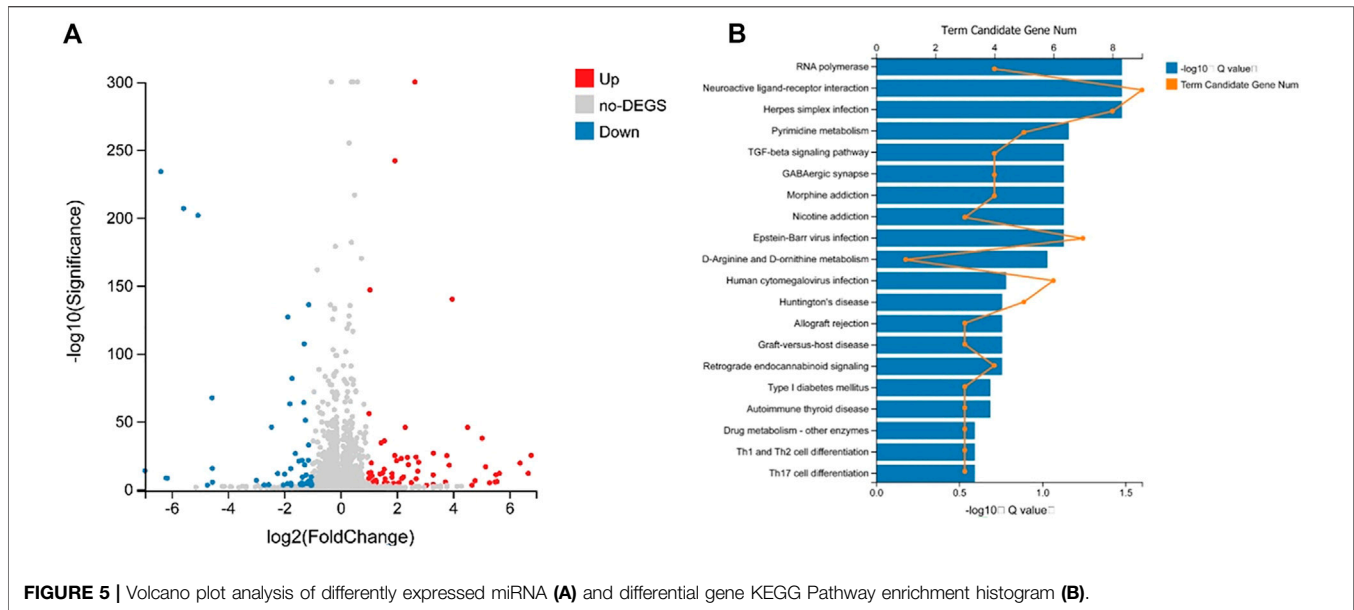 A
300
250
200
150
100
50
0
-log10(Significance)
-6 -4 -2 0 2 4 6
log2(FoldChange)
Up
no-DEGS
Down
B
Term Candidate Gene Num
0 2 4 6 8
RNA polymerase
Neuroactive ligand-receptor interaction
Herpes simplex infection
Pyrimidine metabolism
TGF-beta signaling pathway
GABAergic synapse
Morphine addiction
Nicotine addiction
Epstein-Barr virus infection
D-Arginine and D-ornithine metabolism
Human cytomegalovirus infection
Huntington's disease
Allograft rejection
Graft-versus-host disease
Retrograde endocannabinoid signaling
Type I diabetes mellitus
Autoimmune thyroid disease
Drug metabolism - other enzymes
Th1 and Th2 cell differentiation
Th17 cell differentiation
0.0 0.5 1.0 1.5
-log10□ Q value□
-log10□ Q value□
Term Candidate Gene Num
FIGURE 5 | Volcano plot analysis of differently expressed miRNA (A) and differential gene KEGG Pathway enrichment histogram (B).